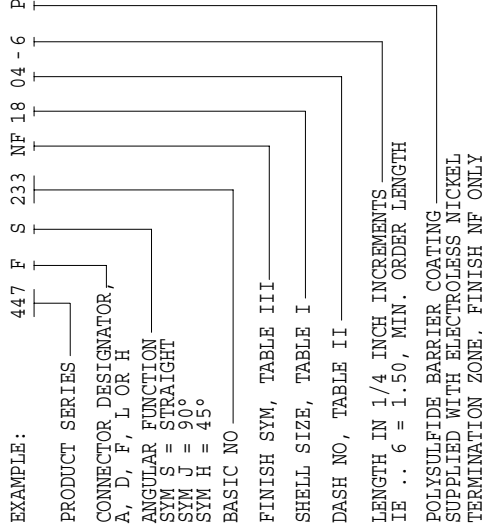 EXAMPLE: 447 F S 233 NF 18 04 - 6 P
PRODUCT SERIES
CONNECTOR DESIGNATOR,
A, D, F, L OR H
ANGULAR FUNCTION
SYM S = STRAIGHT
SYM J = 90°
SYM H = 45°
BASIC NO
FINISH SYM, TABLE III
SHELL SIZE, TABLE I
DASH NO, TABLE II
LENGTH IN 1/4 INCH INCREMENTS
IE .. 6 = 1.50, MIN. ORDER LENGTH
POLYSULFIDE BARRIER COATING
SUPPLIED WITH ELECTROLESS NICKEL
TERMINATION ZONE, FINISH NF ONLY